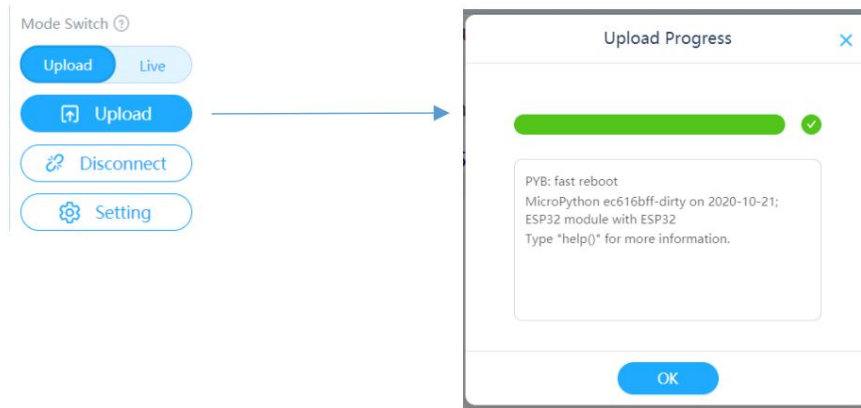 Mode Switch
Upload Live
Upload
Disconnect
Setting
Upload Progress
PYB: fast reboot
MicroPython ec616bff-dirty on 2020-10-21;
ESP32 module with ESP32
Type "help()" for more information.
OK